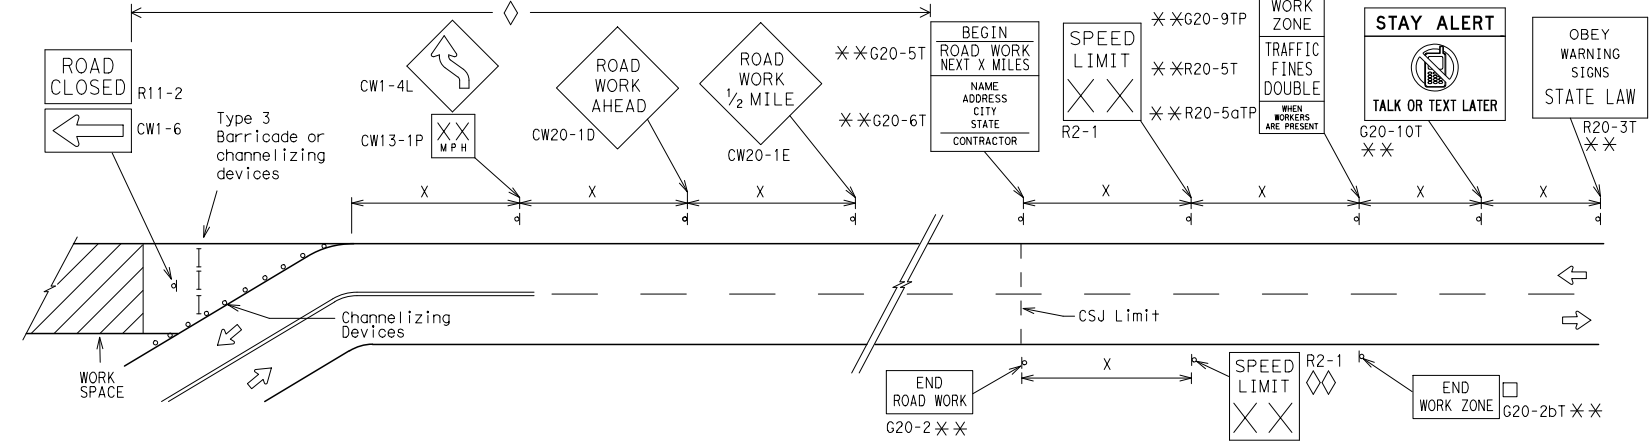 ROAD
CLOSED
R11-2
CW1-6
Type 3
Barricade or
channelizing
devices
CW1-4L
XX
MPH
CW13-1P
ROAD
WORK
AHEAD
CW20-1D
ROAD
WORK
1/2 MILE
CW20-1E
**G20-5T
BEGIN
ROAD WORK
NEXT X MILES
**G20-6T
NAME
ADDRESS
CITY
STATE
CONTRACTOR
SPEED
LIMIT
XX
R2-1
**G20-9TP
WORK
ZONE
**R20-5T
TRAFFIC
FINES
DOUBLE
**R20-5aTP
WHEN
WORKERS
ARE PRESENT
STAY ALERT
TALK OR TEXT LATER
G20-10T
**
OBEY
WARNING
SIGNS
STATE LAW
R20-3T
**
X
X
X
X
X
X
X
Channelizing
Devices
CSJ Limit
WORK
SPACE
END
ROAD WORK
G20-2**
X
SPEED
LIMIT
XX
R2-1
END
WORK ZONE
G20-2bT**